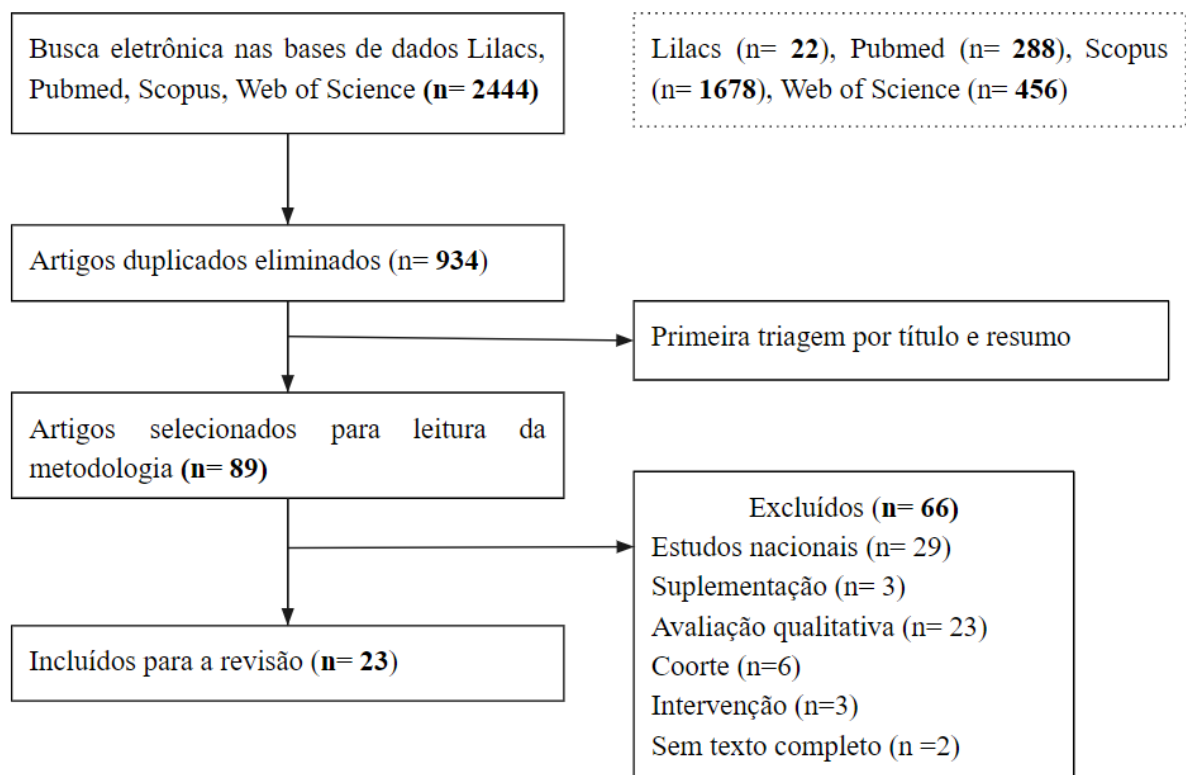 Busca eletrônica nas bases de dados Lilacs,
Pubmed, Scopus, Web of Science (n= 2444)
Lilacs (n= 22), Pubmed (n= 288), Scopus
(n= 1678), Web of Science (n= 456)
Artigos duplicados eliminados (n= 934)
Primeira triagem por título e resumo
Artigos selecionados para leitura da
metodologia (n= 89)
Excluídos (n= 66)
Estudos nacionais (n= 29)
Suplementação (n= 3)
Avaliação qualitativa (n= 23)
Coorte (n=6)
Intervenção (n=3)
Sem texto completo (n =2)
Incluídos para a revisão (n= 23)